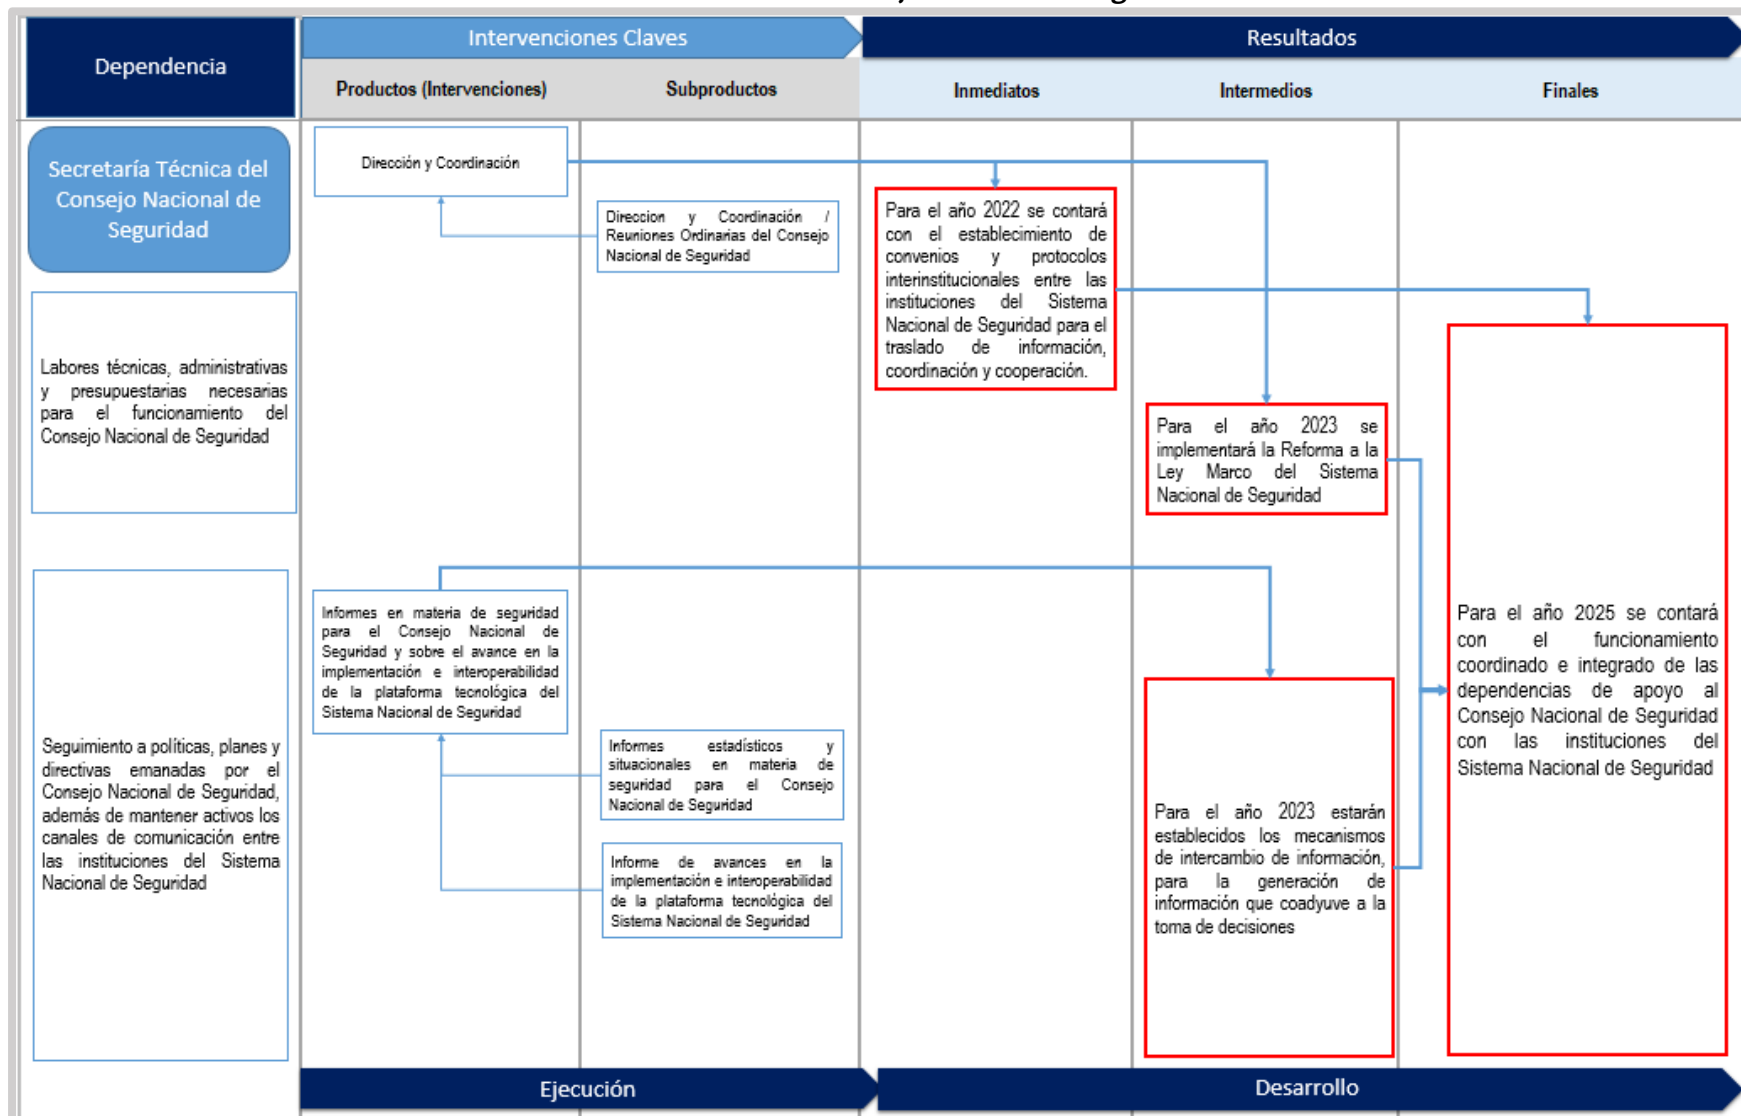 Dependencia
Intervenciones Claves
Resultados
Productos (Intervenciones)
Subproductos
Inmediatos
Intermedios
Finales
Secretaría Técnica del
Consejo Nacional de
Seguridad
Labores técnicas, administrativas
y presupuestarias necesarias
para el funcionamiento del
Consejo Nacional de Seguridad
Seguimiento a políticas, planes y
directivas emanadas por el
Consejo Nacional de Seguridad,
además de mantener activos los
canales de comunicación entre
las instituciones del Sistema
Nacional de Seguridad
Dirección y Coordinación
Direccion y Coordinación /
Reuniones Ordinarias del Consejo
Nacional de Seguridad
Informes en materia de seguridad
para el Consejo Nacional de
Seguridad y sobre el avance en la
implementación e interoperabilidad
de la plataforma tecnológica del
Sistema Nacional de Seguridad
Informes estadísticos y
situacionales en materia de
seguridad para el Consejo
Nacional de Seguridad
Informe de avances en la
implementación e interoperabilidad
de la plataforma tecnológica del
Sistema Nacional de Seguridad
Para el año 2022 se contará
con el establecimiento de
convenios y protocolos
interinstitucionales entre las
instituciones del Sistema
Nacional de Seguridad para el
traslado de información,
coordinación y cooperación.
Para el año 2023 se
implementará la Reforma a la
Ley Marco del Sistema
Nacional de Seguridad
Para el año 2023 estarán
establecidos los mecanismos
de intercambio de información,
para la generación de
información que coadyuve a la
toma de decisiones
Para el año 2025 se contará
con el funcionamiento
coordinado e integrado de las
dependencias de apoyo al
Consejo Nacional de Seguridad
con las instituciones del
Sistema Nacional de Seguridad
Ejecución
Desarrollo